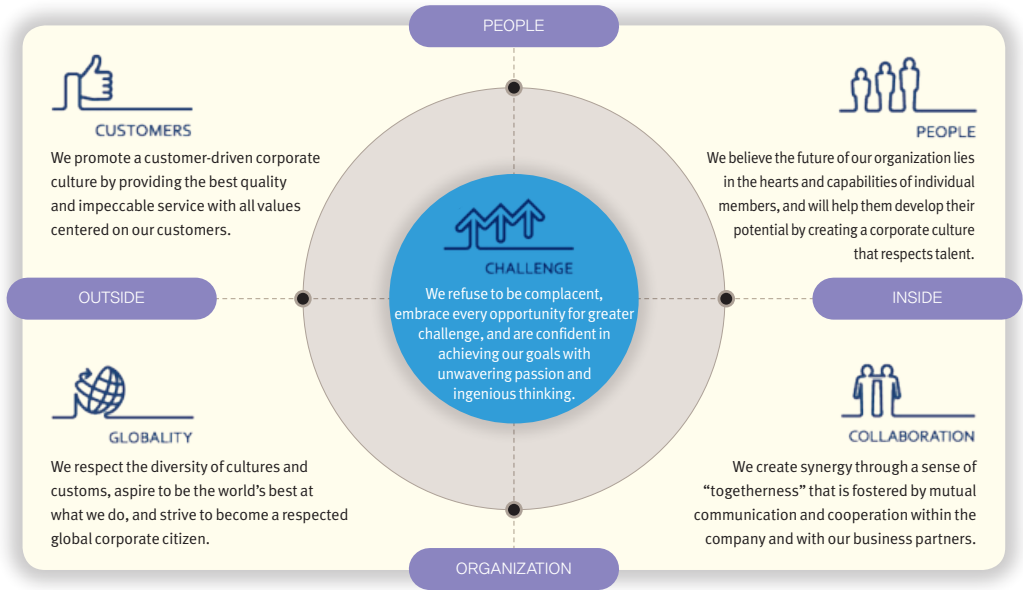 PEOPLE
CUSTOMERS
We promote a customer-driven corporate
culture by providing the best quality
and impeccable service with all values
centered on our customers.
PEOPLE
We believe the future of our organization lies
in the hearts and capabilities of individual
members, and will help them develop their
potential by creating a corporate culture
that respects talent.
OUTSIDE
CHALLENGE
We refuse to be complacent,
embrace every opportunity for greater
challenge, and are confident in
achieving our goals with
unwavering passion and
ingenious thinking.
INSIDE
GLOBALITY
We respect the diversity of cultures and
customs, aspire to be the world’s best at
what we do, and strive to become a respected
global corporate citizen.
COLLABORATION
We create synergy through a sense of
“togetherness” that is fostered by mutual
communication and cooperation within the
company and with our business partners.
ORGANIZATION